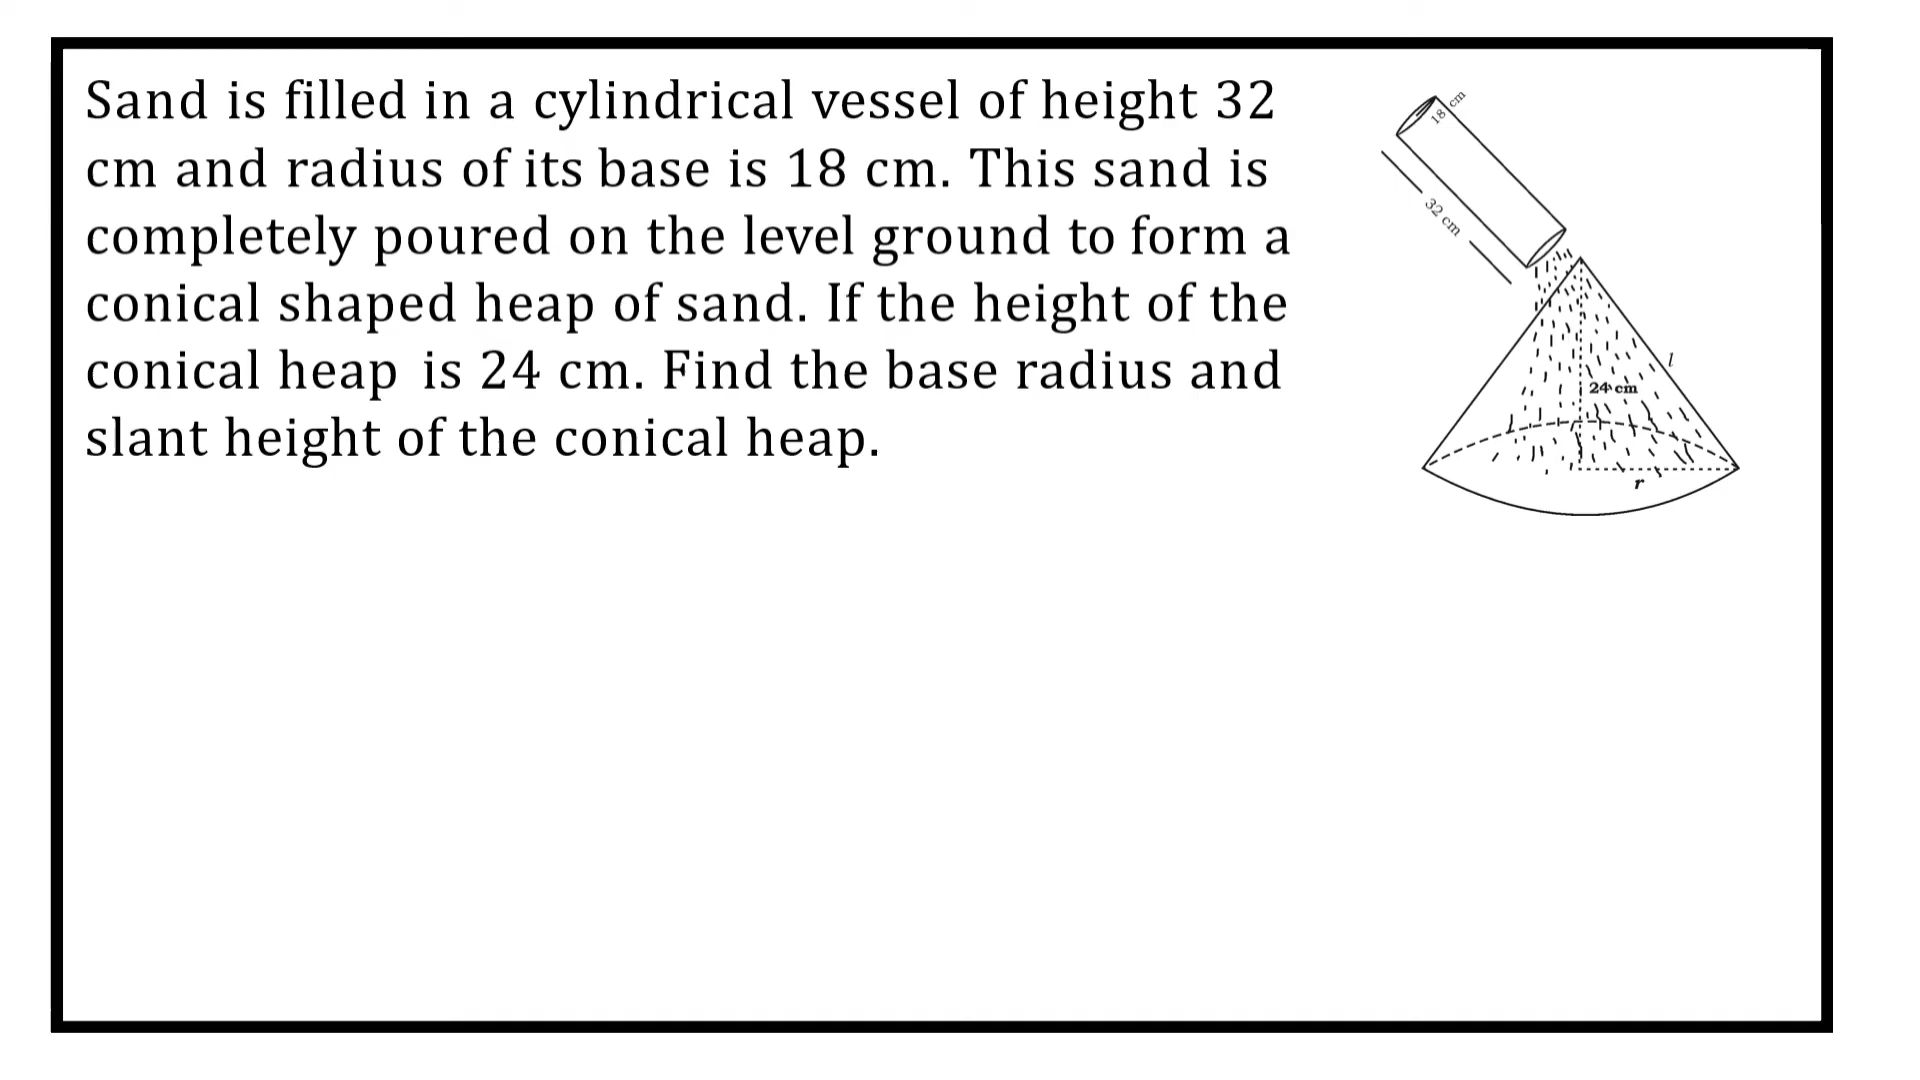 Sand is filled in a cylindrical vessel of height 32
cm and radius of its base is 18 cm. This sand is
completely poured on the level ground to form a
conical shaped heap of sand. If the height of the
conical heap is 24 cm. Find the base radius and
slant height of the conical heap.
18 cm
32 cm
l
24 cm
r